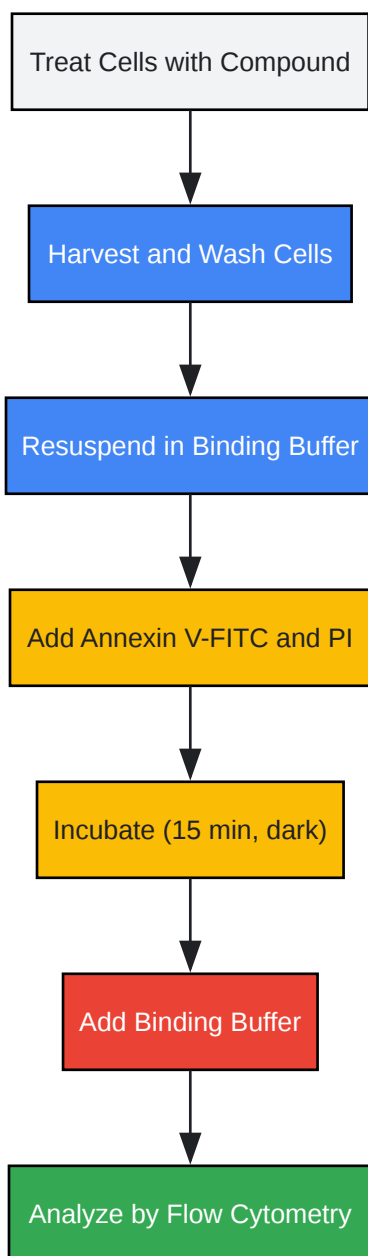 Treat Cells with Compound
Harvest and Wash Cells
Resuspend in Binding Buffer
Add Annexin V-FITC and PI
Incubate (15 min, dark)
Add Binding Buffer
Analyze by Flow Cytometry